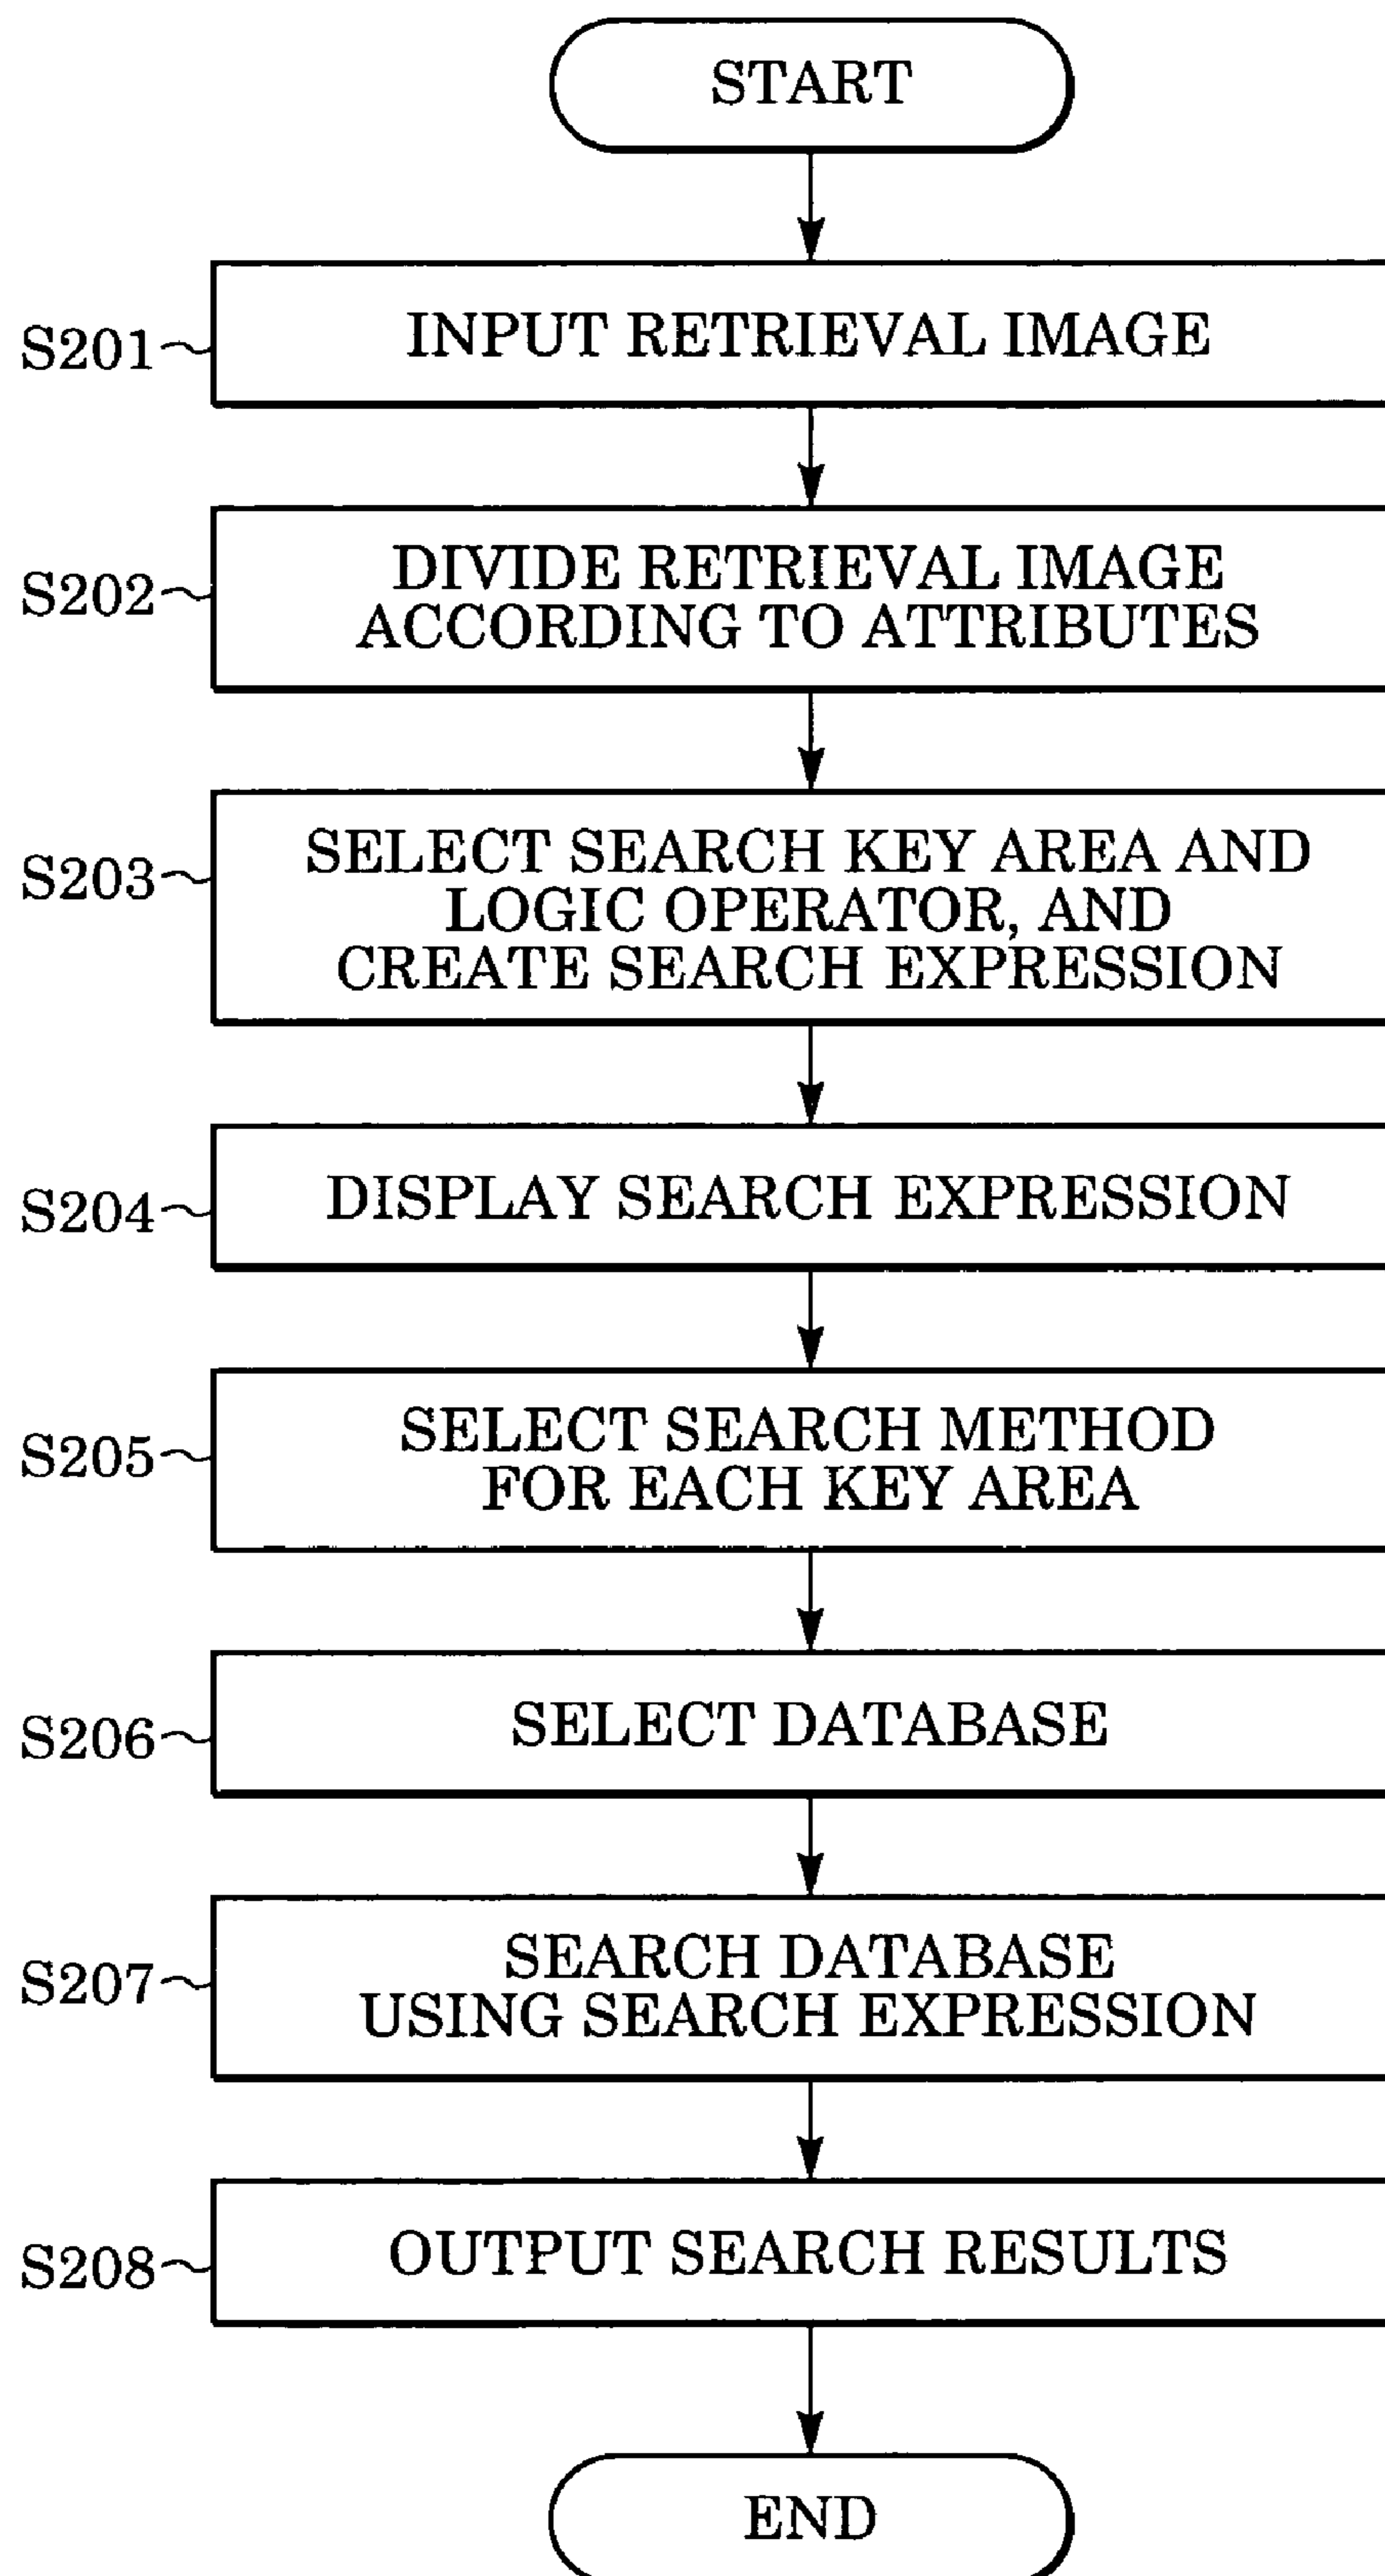 START
S201
INPUT RETRIEVAL IMAGE
S202
DIVIDE RETRIEVAL IMAGE
ACCORDING TO ATTRIBUTES
S203
SELECT SEARCH KEY AREA AND
LOGIC OPERATOR, AND
CREATE SEARCH EXPRESSION
S204
DISPLAY SEARCH EXPRESSION
S205
SELECT SEARCH METHOD
FOR EACH KEY AREA
S206
SELECT DATABASE
S207
SEARCH DATABASE
USING SEARCH EXPRESSION
S208
OUTPUT SEARCH RESULTS
END